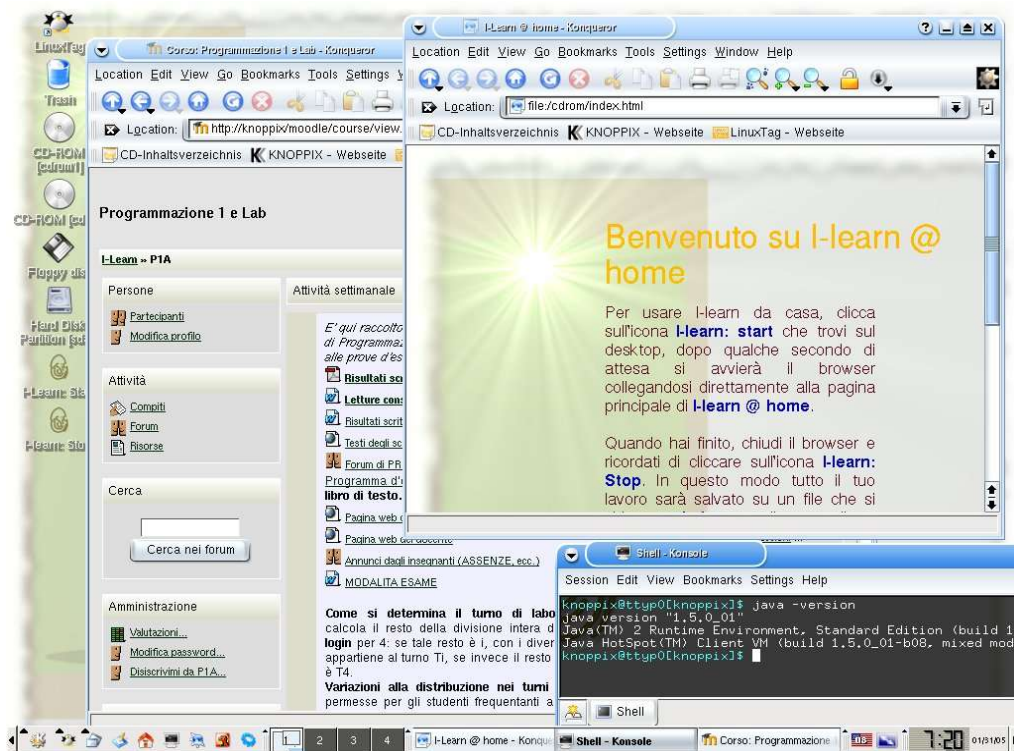 LinuxTag
Trash
CD-ROM
[cdrom1]
CD-ROM [cd
Floppy dis
Hard Disk
Partition [sd
I-Learn: Sta
I-learn: Sto
Corso: Programmazione 1 e Lab - Konqueror
Location Edit View Go Bookmarks Tools Settings
Location: http://knoppix/moodle/course/view.
CD-Inhaltsverzeichnis KNOPPIX - Webseite
Programmazione 1 e Lab
I-Learn » P1A
Persone
Partecipanti
Modifica profilo
Attività
Compiti
Forum
Risorse
Cerca
Cerca nei forum
Amministrazione
Valutazioni...
Modifica password...
Disiscrivimi da P1A...
Attività settimanale
E' qui raccolto
di Programmaz
alle prove d'es
Risultati sc
Letture con
Risultati scrit
Testi degli sc
Forum di PR
Programma d'
libro di testo.
Pagina web
Pagina web del docente
Annunci dagli insegnanti (ASSENZE, ecc.)
MODALITA ESAME
Come si determina il turno di labo
calcola il resto della divisione intera d
login per 4: se tale resto è i, con i diver
appartiene al turno Ti, se invece il resto
è T4.
Variazioni alla distribuzione nei turni
permesse per gli studenti frequentanti a
I-Learn @ home - Konqueror
Location Edit View Go Bookmarks Tools Settings Window Help
Location: file:/cdrom/index.html
CD-Inhaltsverzeichnis KNOPPIX - Webseite LinuxTag - Webseite
Benvenuto su I-learn @
home
Per usare I-learn da casa, clicca
sull'icona I-learn: start che trovi sul
desktop, dopo qualche secondo di
attesa si avvierà il browser
collegandosi direttamente alla pagina
principale di I-learn @ home.
Quando hai finito, chiudi il browser e
ricordati di cliccare sull'icona I-learn:
Stop. In questo modo tutto il tuo
lavoro sarà salvato su un file che si
Shell - Konsole
Session Edit View Bookmarks Settings Help
knoppix@ttyp0[knoppix]$ java -version
java version "1.5.0_01"
Java(TM) 2 Runtime Environment, Standard Edition (build 1
Java HotSpot(TM) Client VM (build 1.5.0_01-b08, mixed mod
knoppix@ttyp0[knoppix]$
Shell
1 2 3 4 I-Learn @ home - Konque Shell - Konsole Corso: Programmazione US 7:20 01/31/05